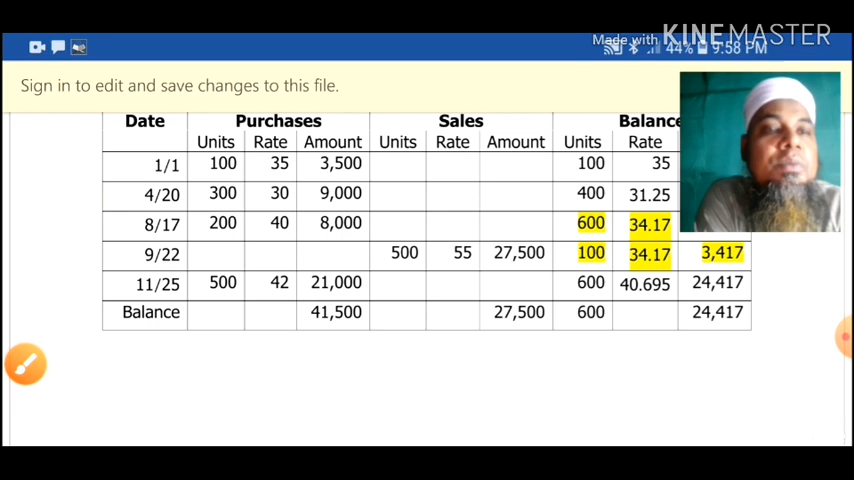 Made with KINEMASTER
44% 9:58 PM
Sign in to edit and save changes to this file.
Date Purchases Sales Balance
Units Rate Amount Units Rate Amount Units Rate
1/1 100 35 3,500 100 35
4/20 300 30 9,000 400 31.25
8/17 200 40 8,000 600 34.17
9/22 500 55 27,500 100 34.17 3,417
11/25 500 42 21,000 600 40.695 24,417
Balance 41,500 27,500 600 24,417